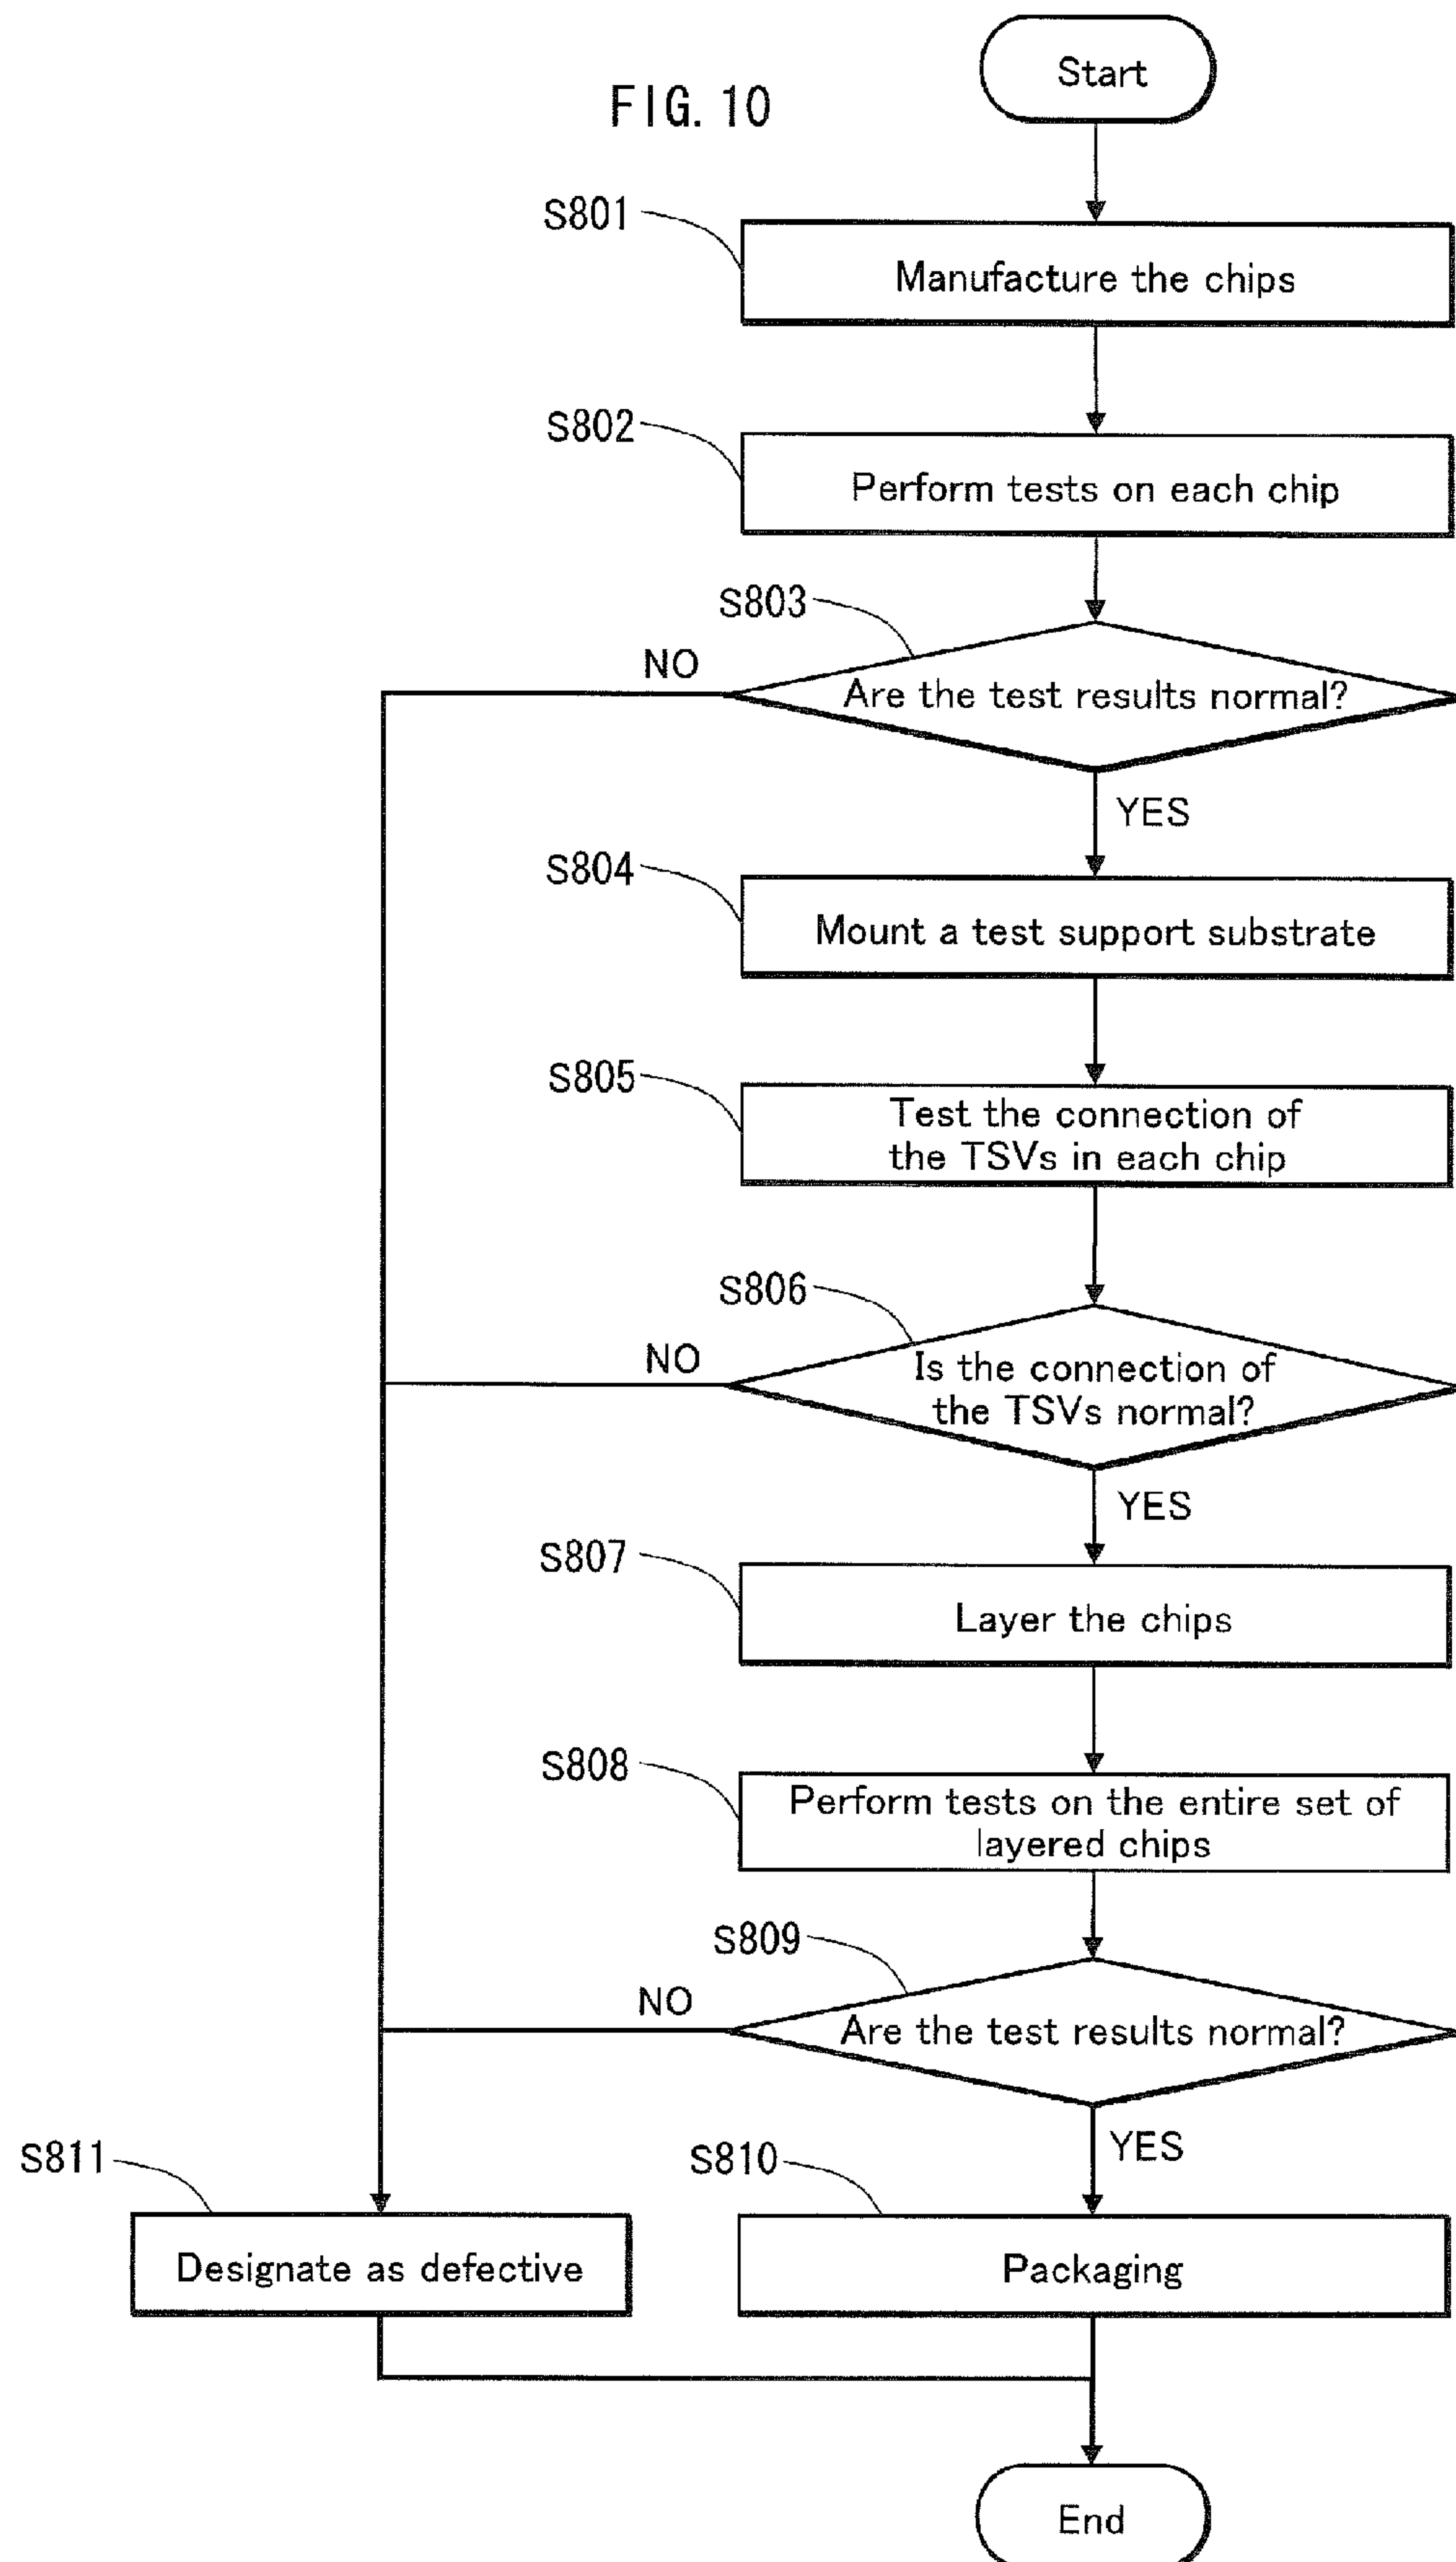 FIG. 10
Start
S801
Manufacture the chips
S802
Perform tests on each chip
S803
NO
Are the test results normal?
YES
S804
Mount a test support substrate
S805
Test the connection of
the TSVs in each chip
S806
NO
Is the connection of
the TSVs normal?
YES
S807
Layer the chips
S808
Perform tests on the entire set of
layered chips
S809
NO
Are the test results normal?
YES
S811
S810
Designate as defective
Packaging
End